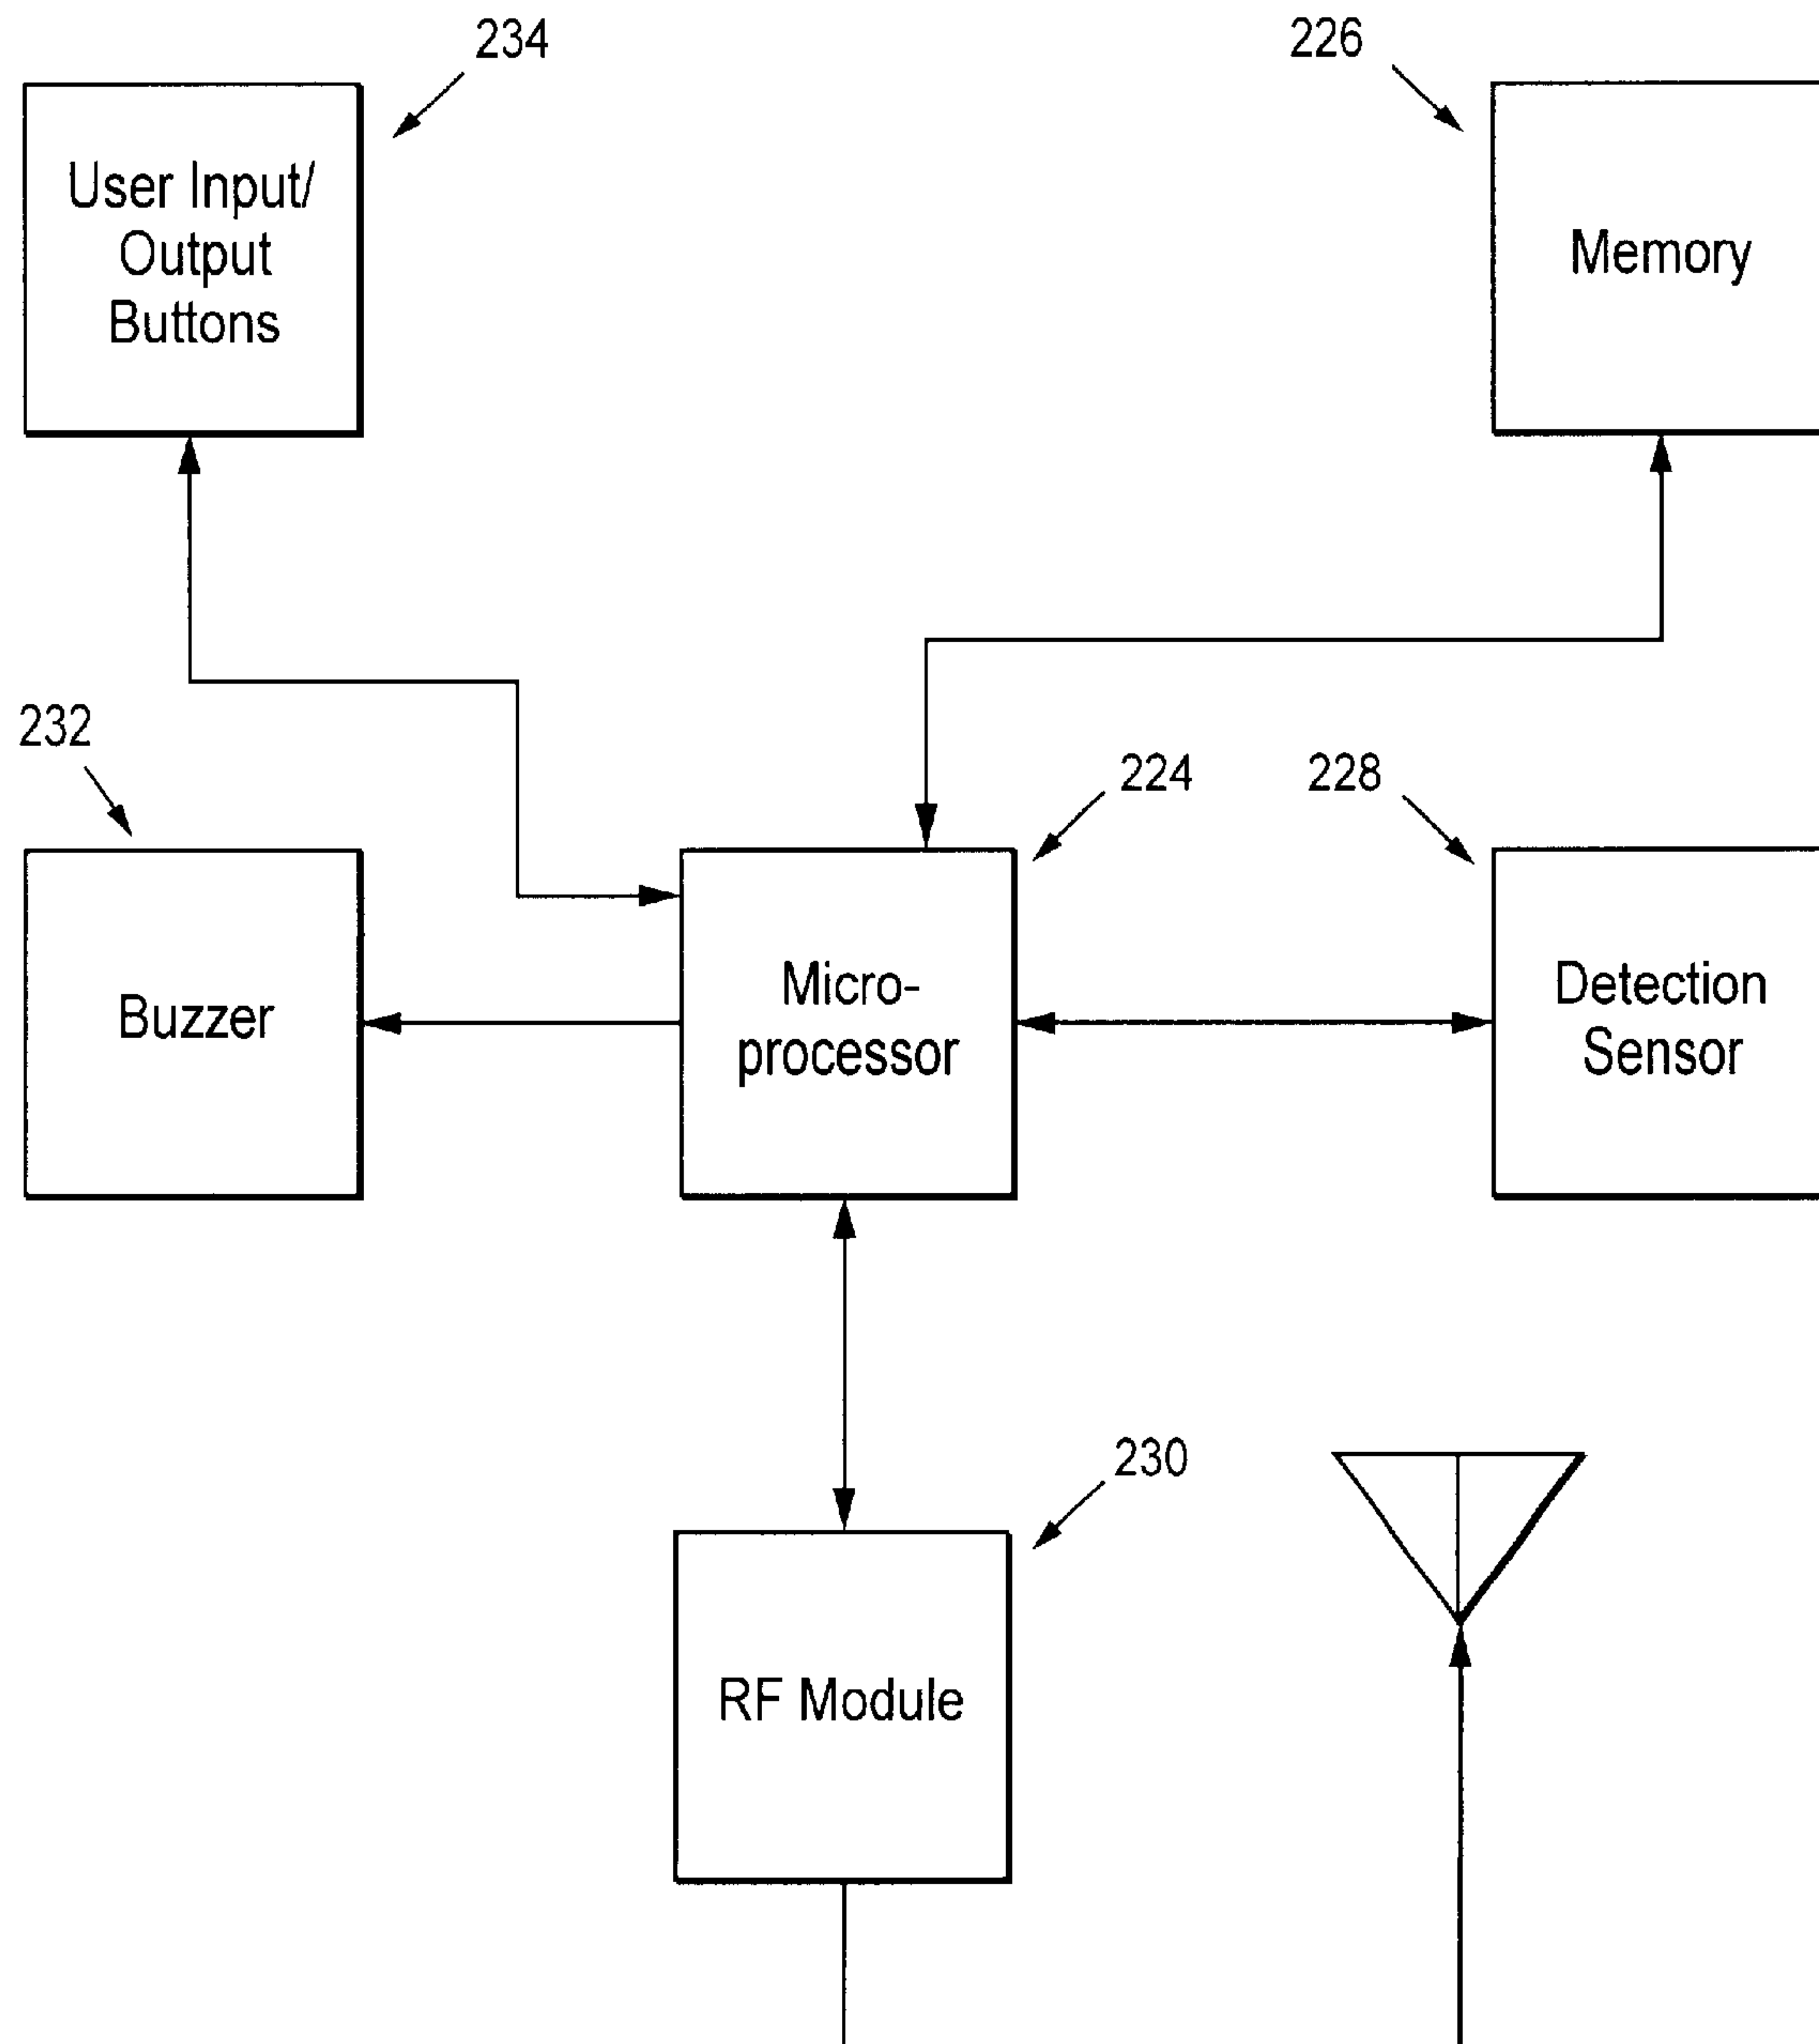 234
226
User Input/
Output
Buttons
Memory
232
224
228
Buzzer
Micro-
processor
Detection
Sensor
230
RF Module